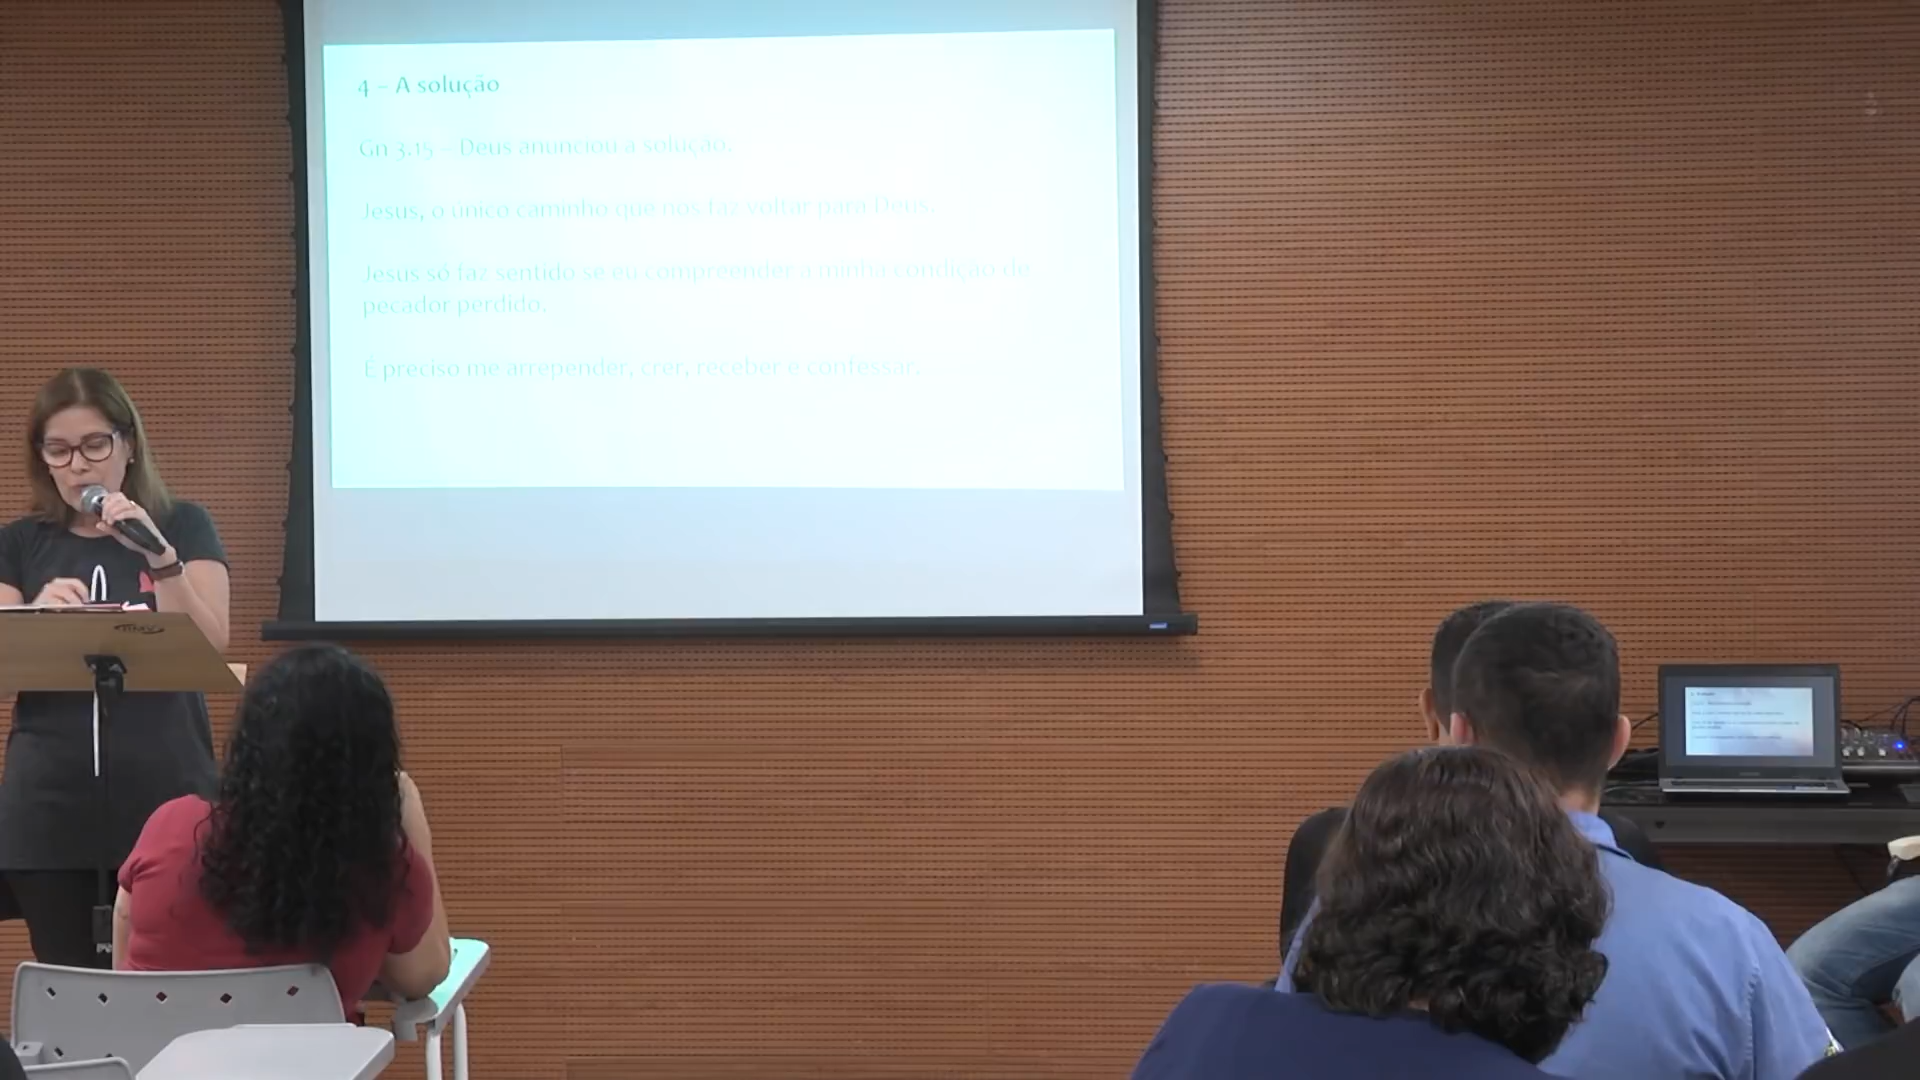 4 – A solução
Gn 3.15 – Deus anunciou a solução.
Jesus, o único caminho que nos faz voltar para Deus.
Jesus só faz sentido se eu compreender a minha condição de
pecador perdido.
É preciso me arrepender, crer, receber e confessar.
RMV